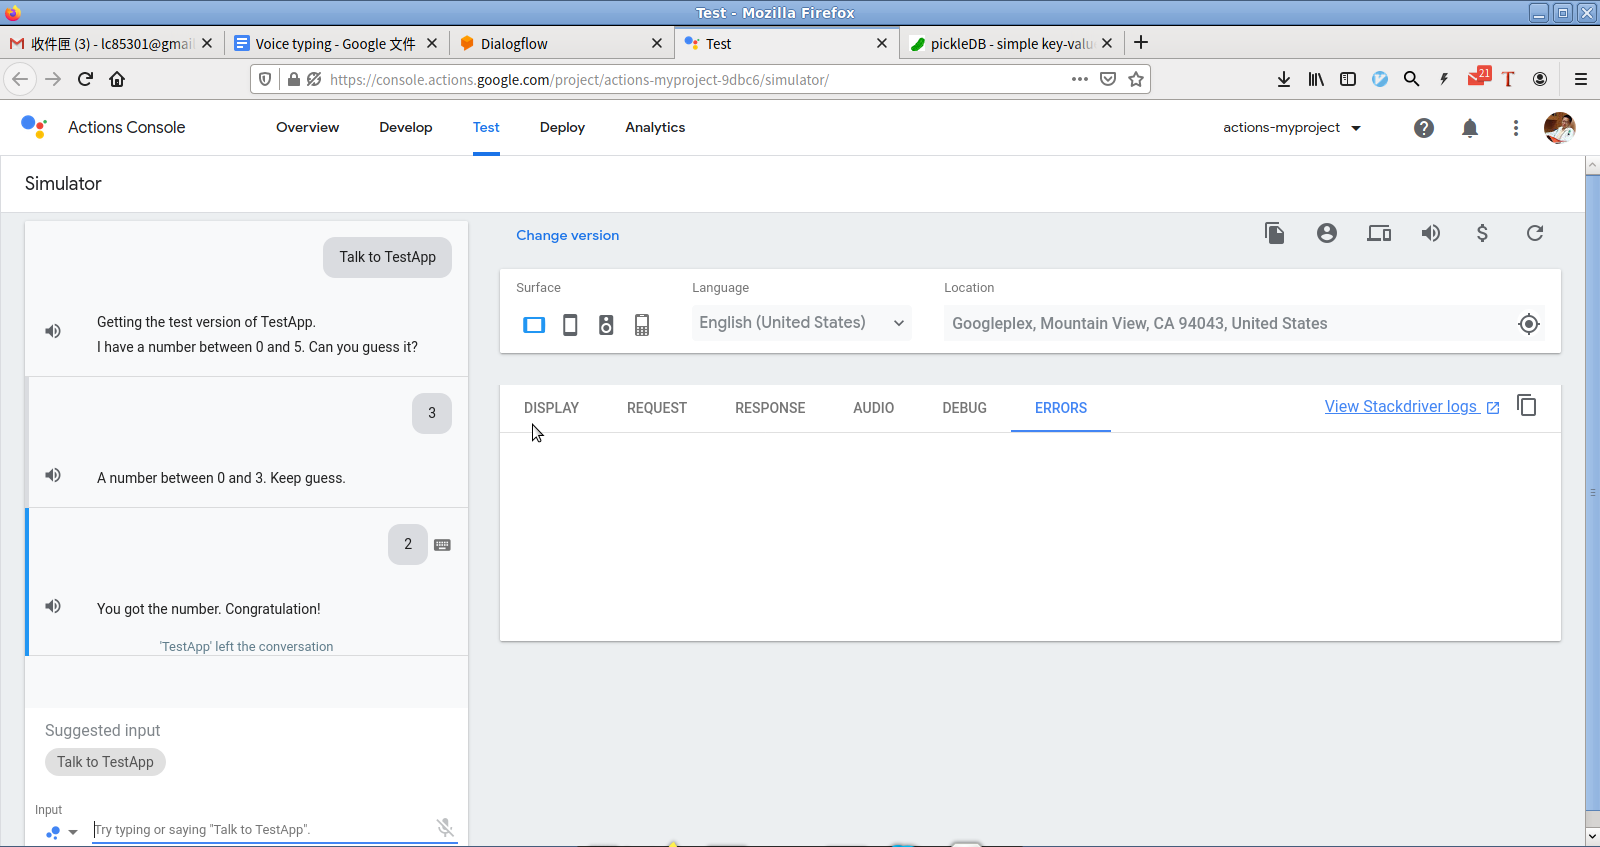 Test - Mozilla Firefox
收件匣 (3) - lc85301@gmai
Voice typing - Google 文件
Dialogflow
Test
pickleDB - simple key-valu
https://console.actions.google.com/project/actions-myproject-9dbc6/simulator/
21
T
Actions Console
Overview
Develop
Test
Deploy
Analytics
actions-myproject
Simulator
Talk to TestApp
Getting the test version of TestApp.
I have a number between 0 and 5. Can you guess it?
3
A number between 0 and 3. Keep guess.
2
You got the number. Congratulation!
'TestApp' left the conversation
Suggested input
Talk to TestApp
Input
Try typing or saying "Talk to TestApp".
Change version
Surface
Language
Location
English (United States)
Googleplex, Mountain View, CA 94043, United States
DISPLAY
REQUEST
RESPONSE
AUDIO
DEBUG
ERRORS
View Stackdriver logs